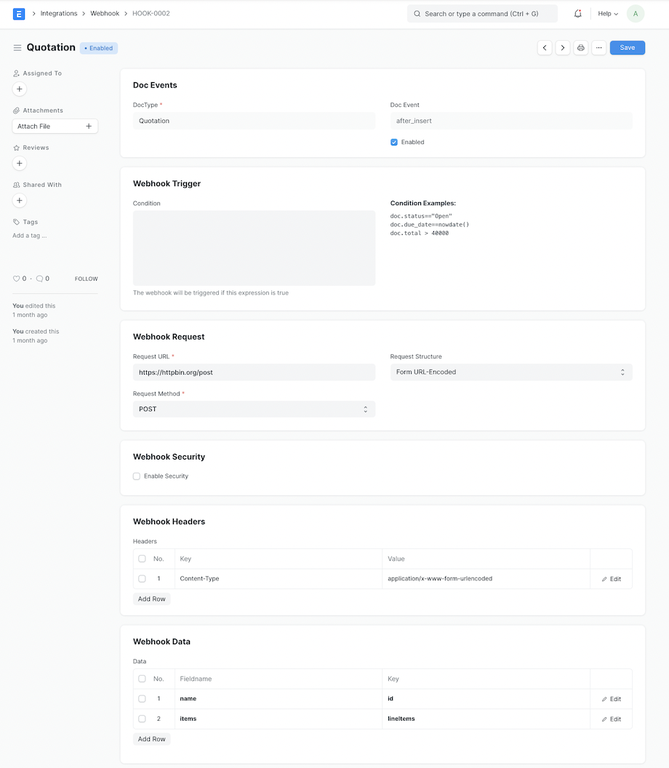 E Integrations Webhook HOOK-0002 Search or type a command (Ctrl + G) Help A
Quotation Enabled Save
Assigned To
Attachments
Attach File
Reviews
Shared With
Tags
Add a tag ...
0 · 0 FOLLOW
You edited this
1 month ago
You created this
1 month ago
Doc Events
DocType *
Quotation
Doc Event
after_insert
Enabled
Webhook Trigger
Condition
The webhook will be triggered if this expression is true
Condition Examples:
doc.status=="Open"
doc.due_date==nowdate()
doc.total > 40000
Webhook Request
Request URL *
https://httpbin.org/post
Request Structure
Form URL-Encoded
Request Method *
POST
Webhook Security
Enable Security
Webhook Headers
Headers
No. Key Value
1 Content-Type application/x-www-form-urlencoded Edit
Add Row
Webhook Data
Data
No. Fieldname Key
1 name id Edit
2 items lineItems Edit
Add Row